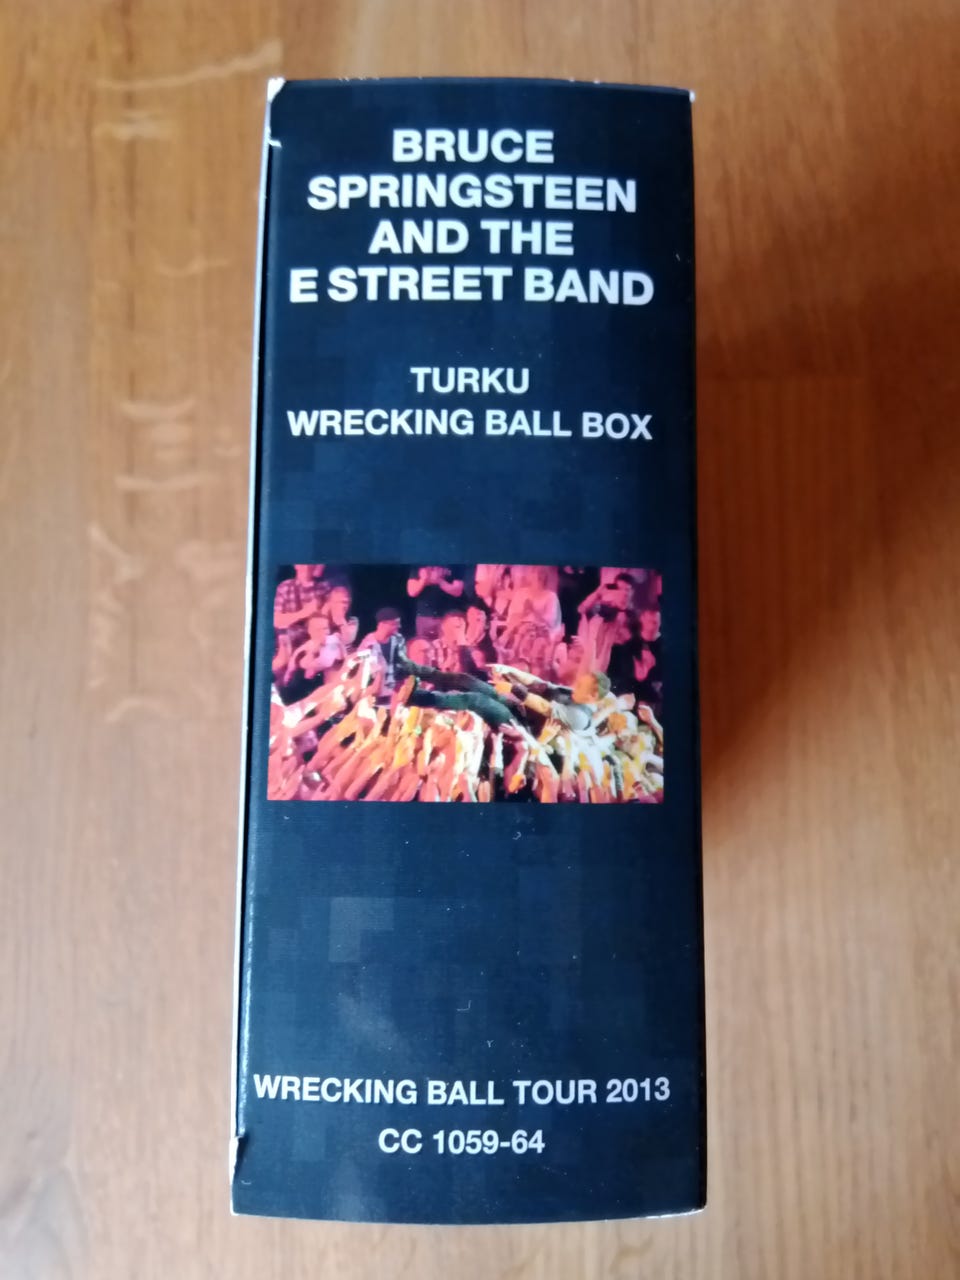 BRUCE
SPRINGSTEEN
AND THE
E STREET BAND
TURKU
WRECKING BALL BOX
WRECKING BALL TOUR 2013
CC 1059-64